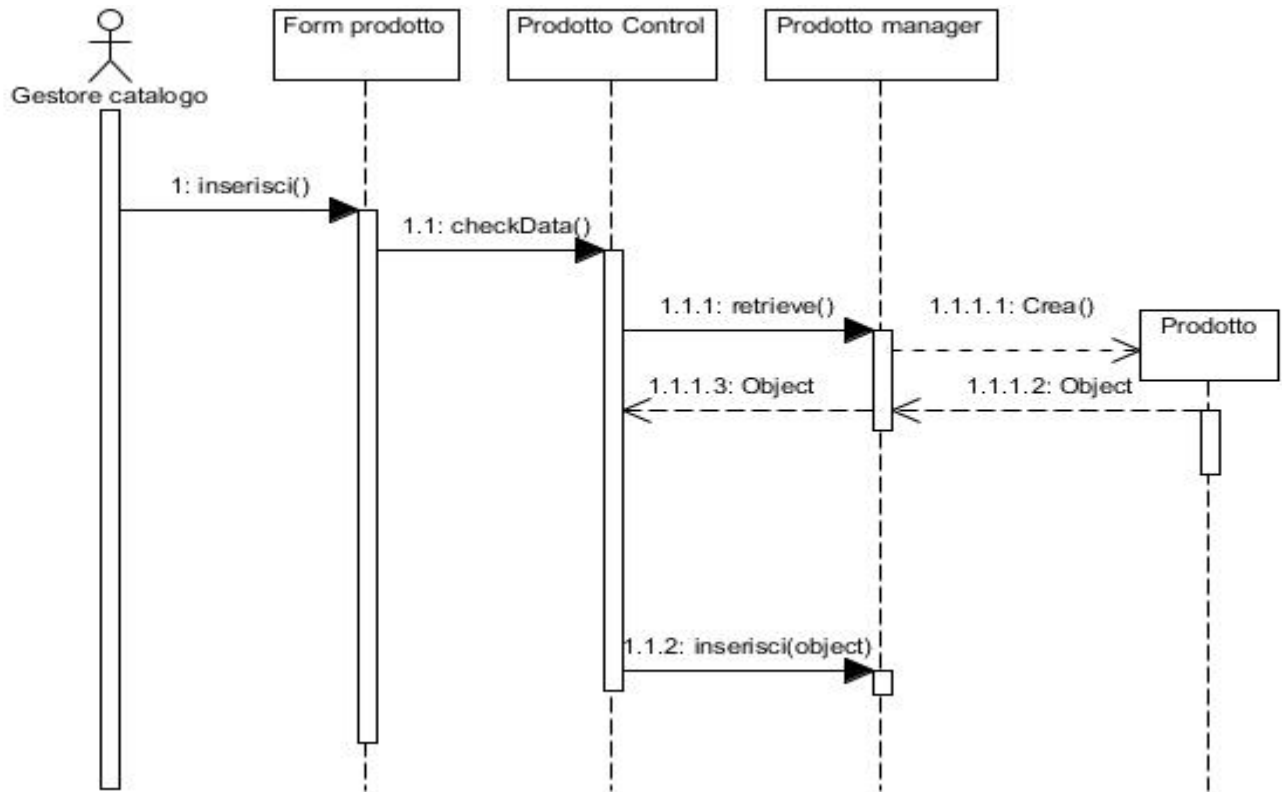 Form prodotto
Prodotto Control
Prodotto manager
Gestore catalogo
1: inserisci()
1.1: checkData()
1.1.1: retrieve()
1.1.1.1: Crea()
Prodotto
1.1.1.3: Object
1.1.1.2: Object
1.1.2: inserisci(object)